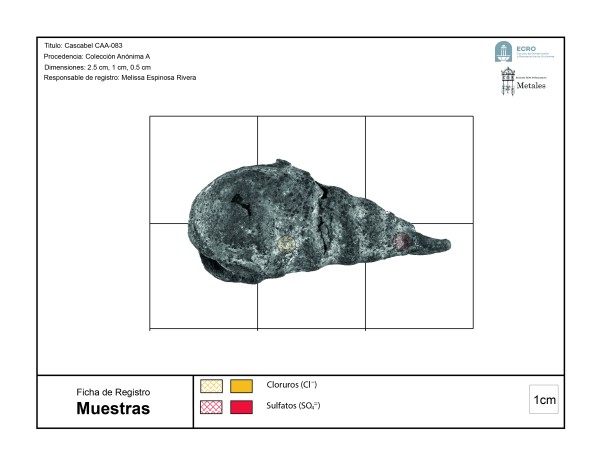 Título: Cascabel CAA-083
Procedencia: Colección Anónima A
Dimensiones: 2.5 cm, 1 cm, 0.5 cm
Responsable de registro: Melissa Espinosa Rivera
ECRO
Metales
Ficha de Registro
Muestras
Cloruros (Cl⁻)
Sulfatos (SO₄⁼)
1cm